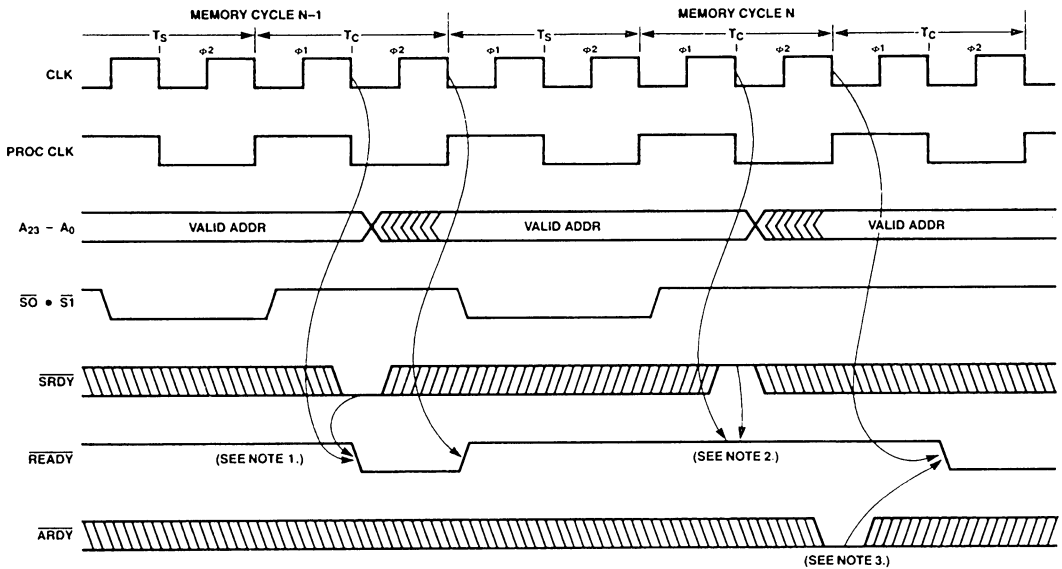 MEMORY CYCLE N–1 MEMORY CYCLE N
TS TC TS TC TC
Φ2 Φ1 Φ2 Φ1 Φ2 Φ1 Φ2 Φ1 Φ2
CLK
PROC CLK
A23 – A0 VALID ADDR VALID ADDR VALID ADDR
SO • S1
SRDY
READY (SEE NOTE 1.) (SEE NOTE 2.)
ARDY
(SEE NOTE 3.)